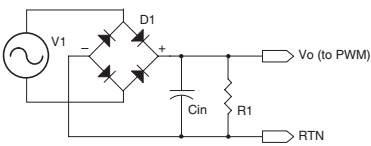 D1
V1
− +
Vo (to PWM)
Cin
R1
RTN